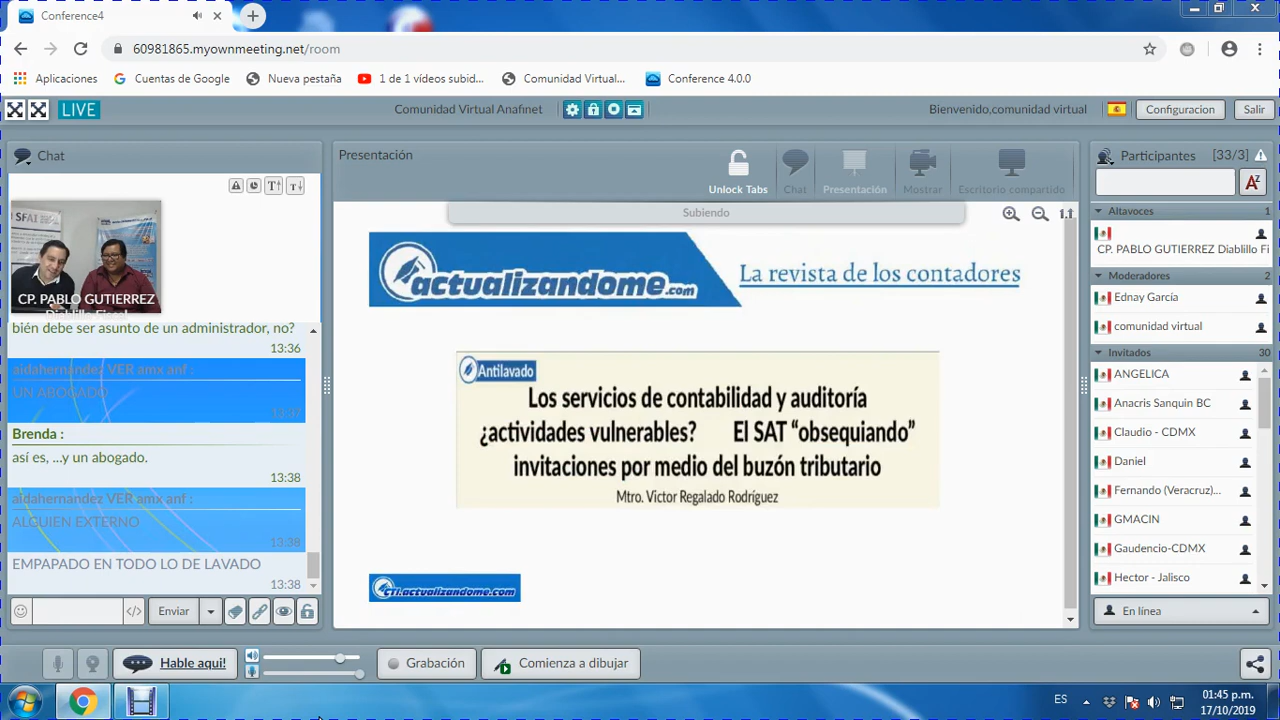 Conference4
60981865.myownmeeting.net/room
Aplicaciones
Cuentas de Google
Nueva pestaña
1 de 1 vídeos subid...
Comunidad Virtual...
Conference 4.0.0
LIVE
Comunidad Virtual Anafinet
Bienvenido,comunidad virtual
Configuracion
Salir
Chat
SFAI
CP. PABLO GUTIERREZ
Diablillo Fiscal
bién debe ser asunto de un administrador, no?
13:36
aidahernandez VER amx anf :
UN ABOGADO
13:37
Brenda :
así es, ...y un abogado.
13:38
aidahernandez VER amx anf :
ALGUIEN EXTERNO
13:38
EMPAPADO EN TODO LO DE LAVADO
13:38
Enviar
Presentación
Unlock Tabs
Chat
Presentación
Mostrar
Escritorio compartido
Subiendo
1:1
actualizandome.com
La revista de los contadores
Antilavado
Los servicios de contabilidad y auditoría
¿actividades vulnerables? El SAT “obsequiando”
invitaciones por medio del buzón tributario
Mtro. Victor Regalado Rodríguez
CTI.actualizandome.com
Participantes [33/3]
Altavoces 1
CP. PABLO GUTIERREZ Diablillo Fi
Moderadores 2
Ednay García
comunidad virtual
Invitados 30
ANGELICA
Anacris Sanquin BC
Claudio - CDMX
Daniel
Fernando (Veracruz)...
GMACIN
Gaudencio-CDMX
Hector - Jalisco
En línea
Hable aqui!
Grabación
Comienza a dibujar
ES
01:45 p.m.
17/10/2019